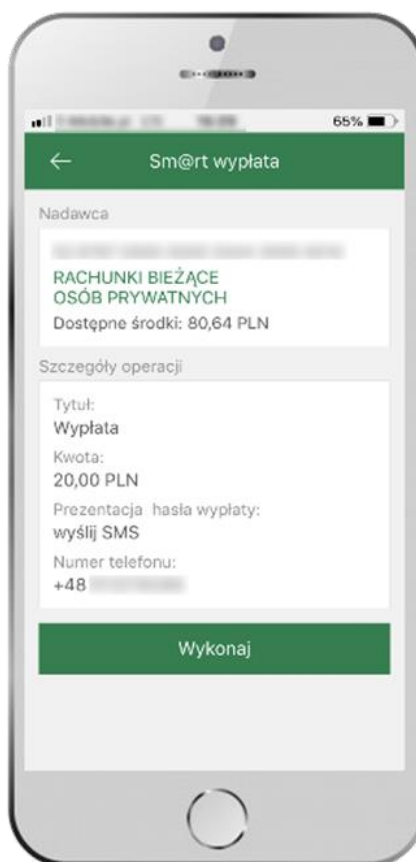 65%
Sm@rt wypłata
Nadawca
RACHUNKI BIEŻĄCE
OSÓB PRYWATNYCH
Dostępne środki: 80,64 PLN
Szczegóły operacji
Tytuł:
Wypłata
Kwota:
20,00 PLN
Prezentacja hasła wypłaty:
wyślij SMS
Numer telefonu:
+48
Wykonaj